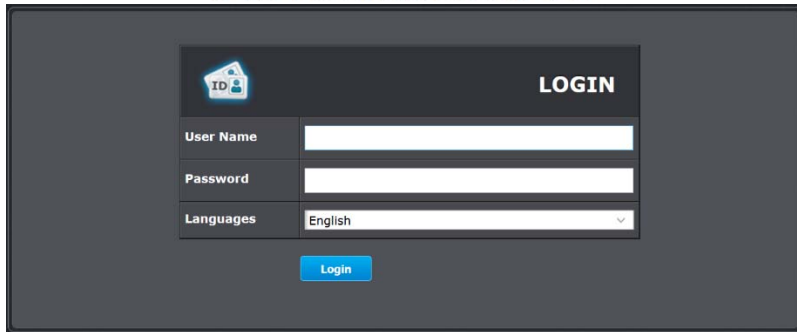 ID
LOGIN
User Name
Password
Languages English
Login